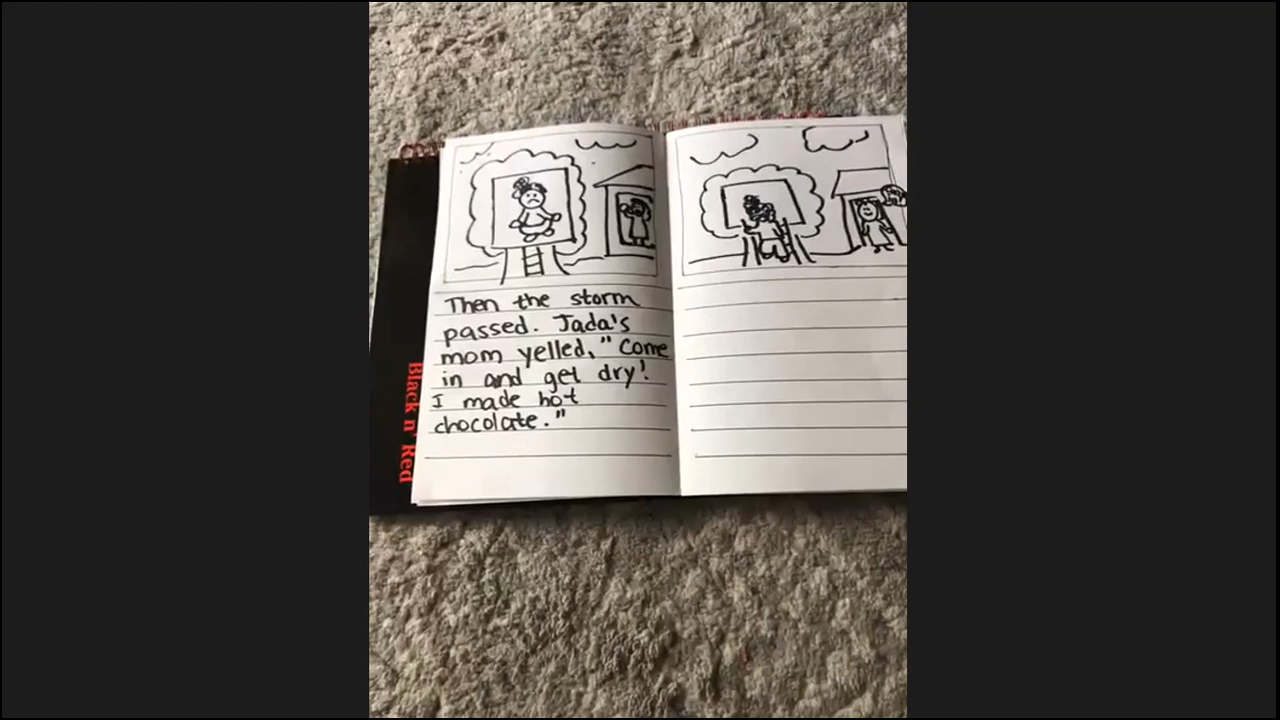 Then the storm
passed. Jada's
mom yelled, "Come
in and get dry!
I made hot
chocolate."
Black n' Red